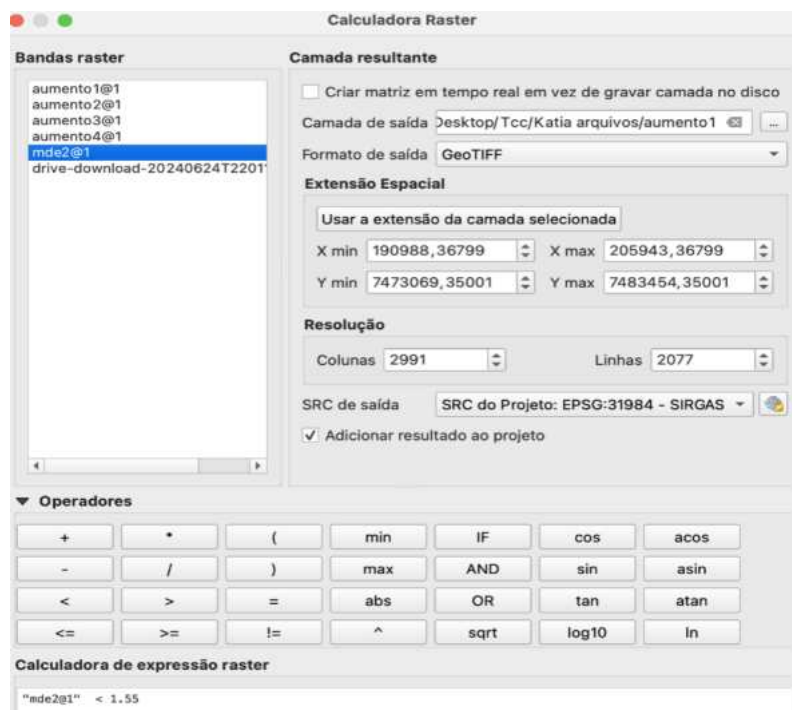 Calculadora Raster
Bandas raster
aumento1@1
aumento2@1
aumento3@1
aumento4@1
mde2@1
drive-download-20240624T2201
Camada resultante
Criar matriz em tempo real em vez de gravar camada no disco
Camada de saída Desktop/Tcc/Katia arquivos/aumento1 ...
Formato de saída GeoTIFF
Extensão Espacial
Usar a extensão da camada selecionada
X min 190988,36799 X max 205943,36799
Y min 7473069,35001 Y max 7483454,35001
Resolução
Colunas 2991 Linhas 2077
SRC de saída SRC do Projeto: EPSG:31984 - SIRGAS
Adicionar resultado ao projeto
Operadores
+ * ( min IF cos acos
- / ) max AND sin asin
< > = abs OR tan atan
<= >= != ^ sqrt log10 ln
Calculadora de expressão raster
"mde2@1" < 1.55